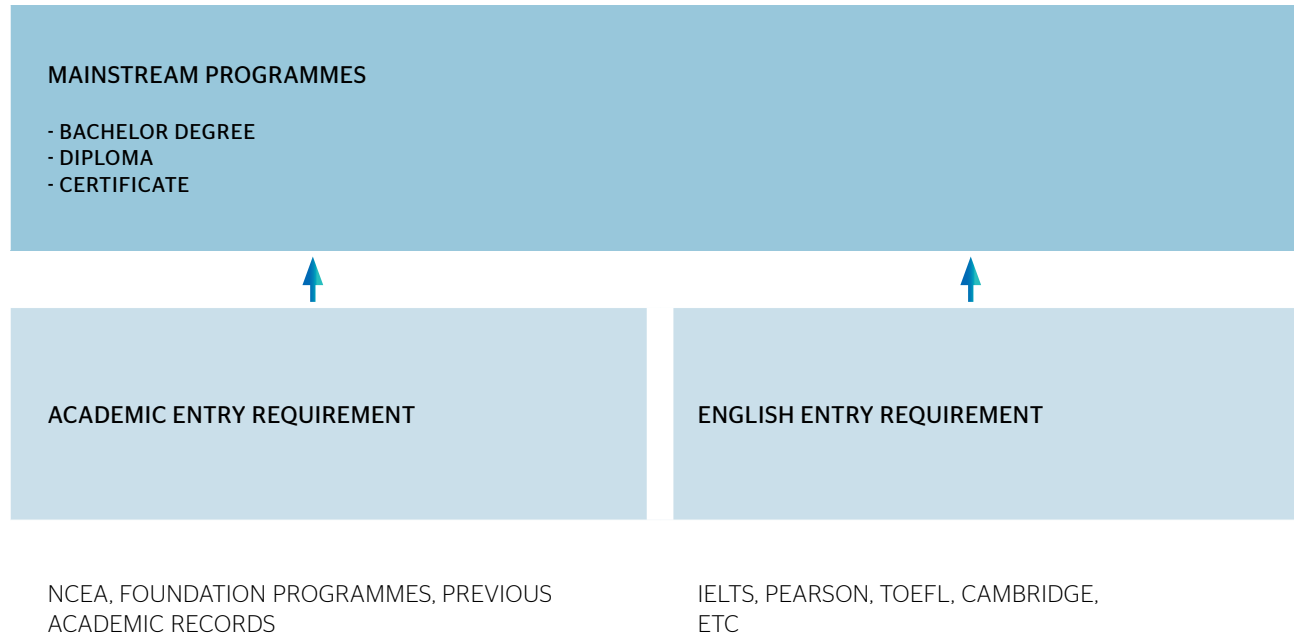 MAINSTREAM PROGRAMMES
- BACHELOR DEGREE
- DIPLOMA
- CERTIFICATE
ACADEMIC ENTRY REQUIREMENT
ENGLISH ENTRY REQUIREMENT
NCEA, FOUNDATION PROGRAMMES, PREVIOUS
ACADEMIC RECORDS
IELTS, PEARSON, TOEFL, CAMBRIDGE,
ETC